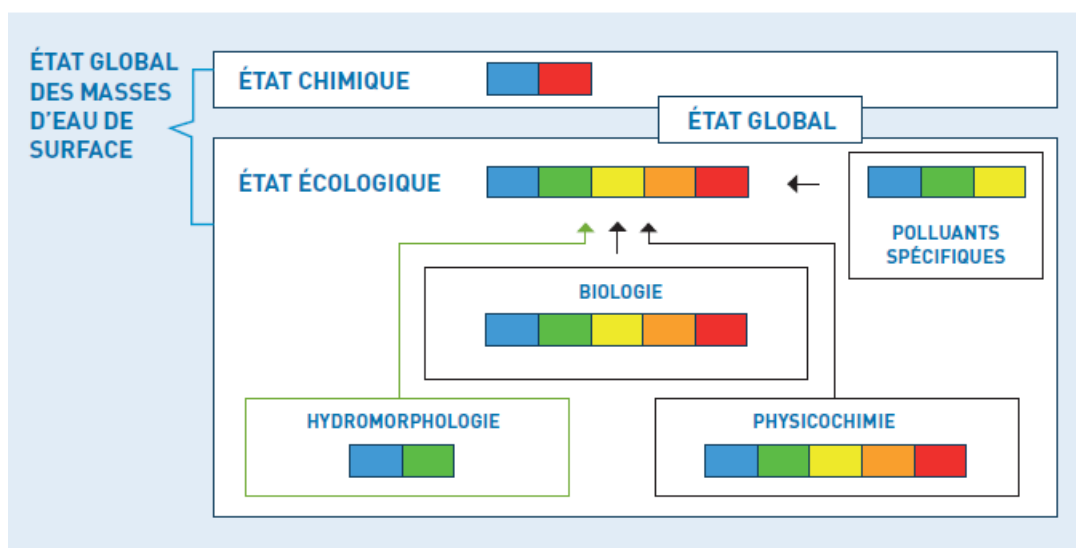 ÉTAT GLOBAL
DES MASSES
D'EAU DE
SURFACE
ÉTAT CHIMIQUE
ÉTAT GLOBAL
ÉTAT ÉCOLOGIQUE
POLLUANTS
SPÉCIFIQUES
BIOLOGIE
HYDROMORPHOLOGIE
PHYSICOCHIMIE